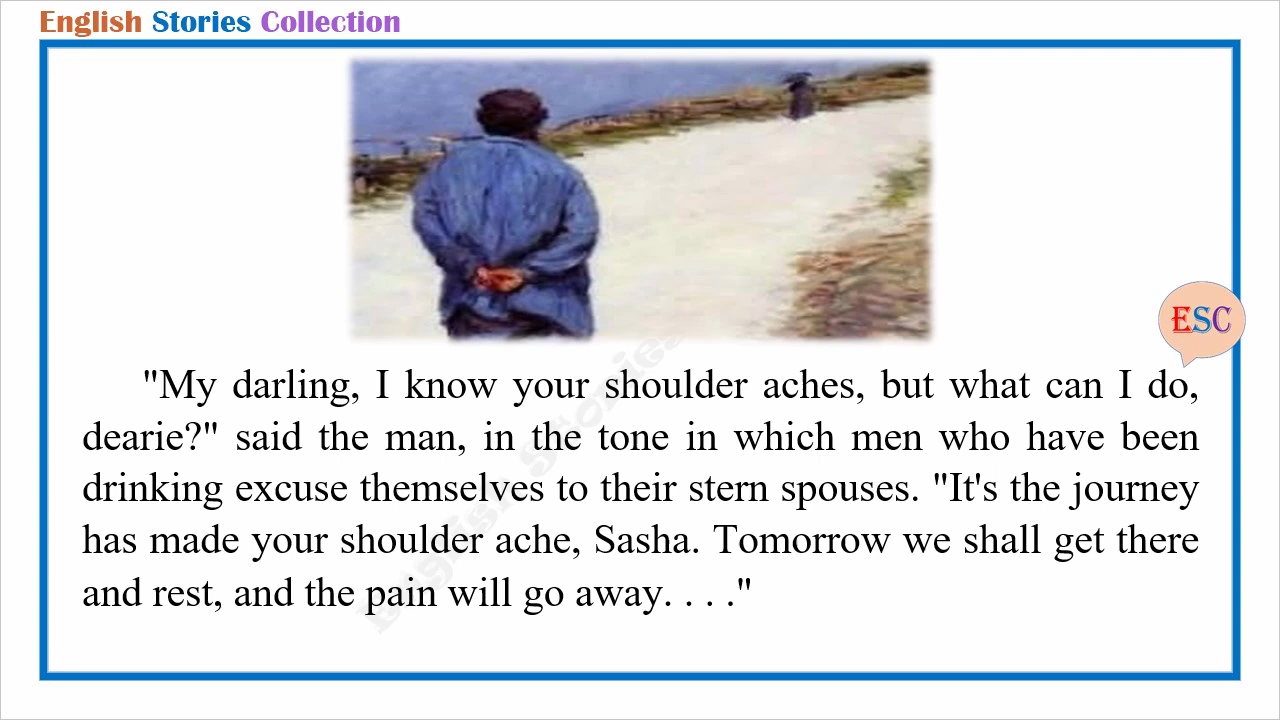 English Stories Collection
ESC
"My darling, I know your shoulder aches, but what can I do,
dearie?" said the man, in the tone in which men who have been
drinking excuse themselves to their stern spouses. "It's the journey
has made your shoulder ache, Sasha. Tomorrow we shall get there
and rest, and the pain will go away. . . ."
English Stories